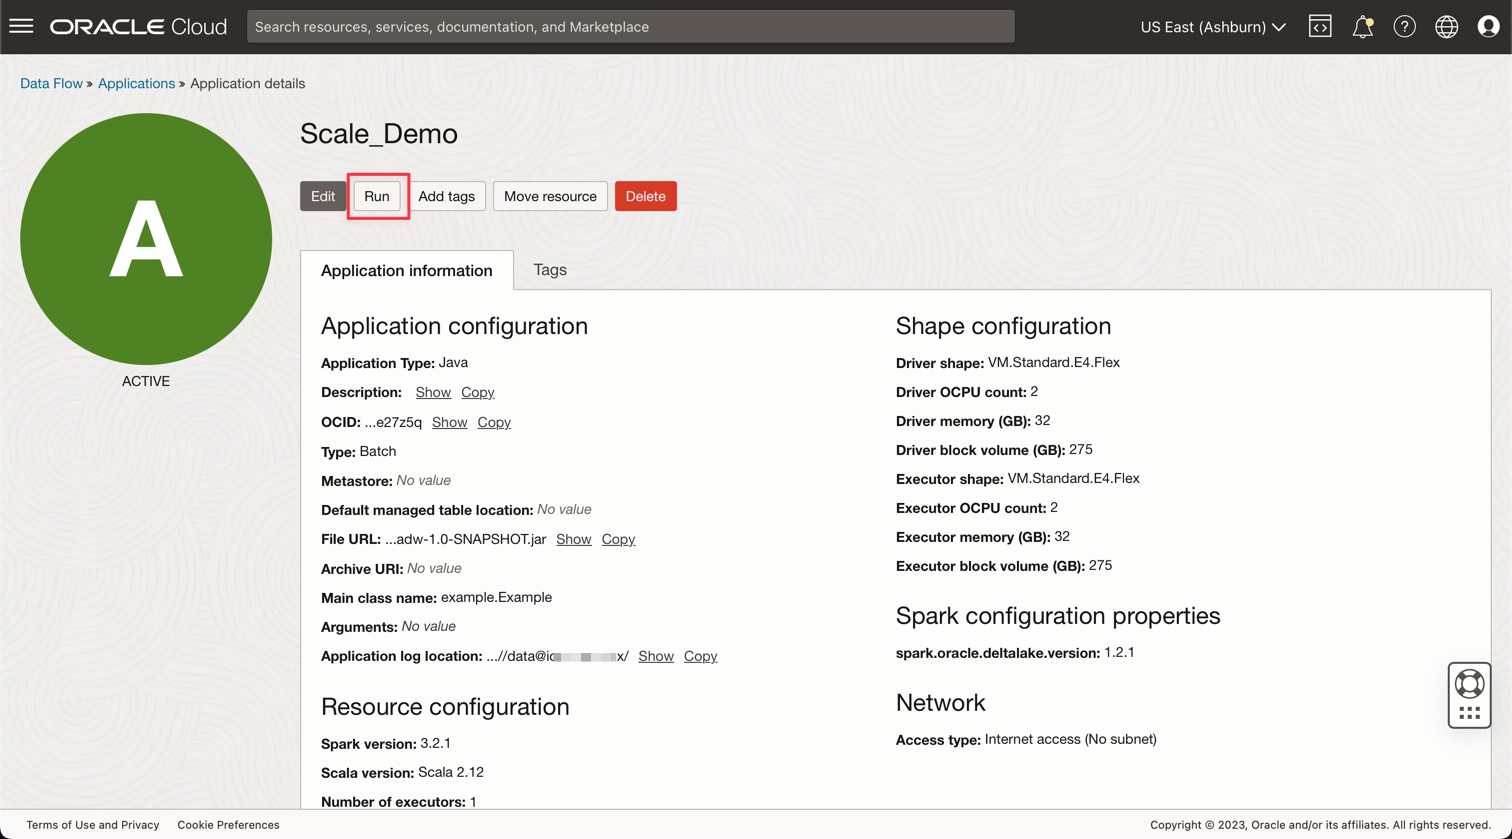 ORACLE Cloud
Search resources, services, documentation, and Marketplace
US East (Ashburn)
Data Flow » Applications » Application details
A
ACTIVE
Scale_Demo
Edit Run Add tags Move resource Delete
Application information Tags
Application configuration
Application Type: Java
Description: Show Copy
OCID: ...e27z5q Show Copy
Type: Batch
Metastore: No value
Default managed table location: No value
File URL: ...adw-1.0-SNAPSHOT.jar Show Copy
Archive URI: No value
Main class name: example.Example
Arguments: No value
Application log location: ...//data@ x/ Show Copy
Resource configuration
Spark version: 3.2.1
Scala version: Scala 2.12
Number of executors: 1
Shape configuration
Driver shape: VM.Standard.E4.Flex
Driver OCPU count: 2
Driver memory (GB): 32
Driver block volume (GB): 275
Executor shape: VM.Standard.E4.Flex
Executor OCPU count: 2
Executor memory (GB): 32
Executor block volume (GB): 275
Spark configuration properties
spark.oracle.deltalake.version: 1.2.1
Network
Access type: Internet access (No subnet)
Terms of Use and Privacy Cookie Preferences
Copyright © 2023, Oracle and/or its affiliates. All rights reserved.